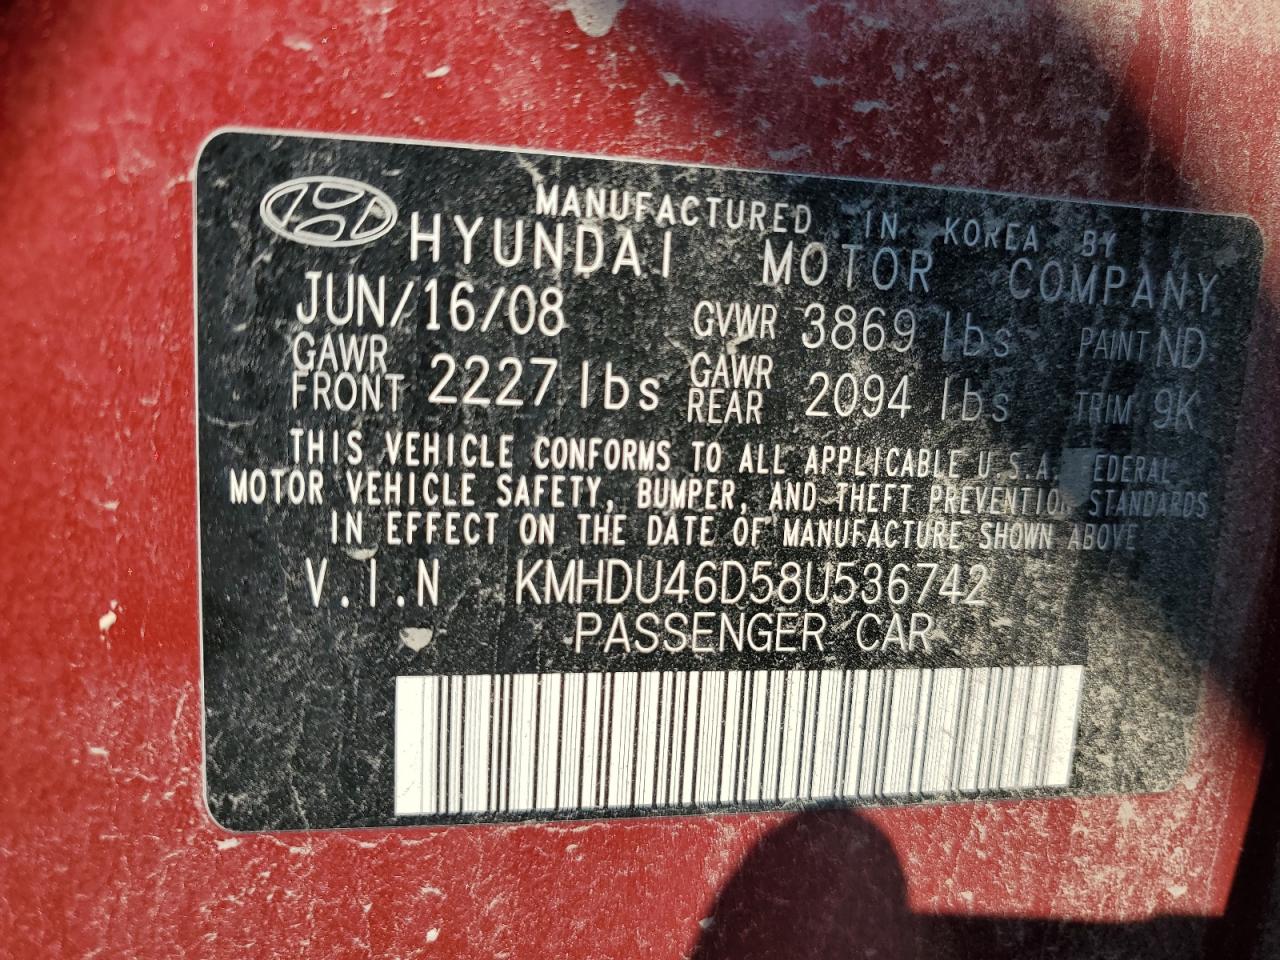 MANUFACTURED IN KOREA BY
HYUNDAI MOTOR COMPANY
JUN/16/08 GVWR 3869 lbs PAINT ND
GAWR FRONT 2227 lbs GAWR REAR 2094 lbs TRIM 9K
THIS VEHICLE CONFORMS TO ALL APPLICABLE U.S.A. FEDERAL
MOTOR VEHICLE SAFETY, BUMPER, AND THEFT PREVENTION STANDARDS
IN EFFECT ON THE DATE OF MANUFACTURE SHOWN ABOVE
V.I.N KMHDU46D58U536742
PASSENGER CAR